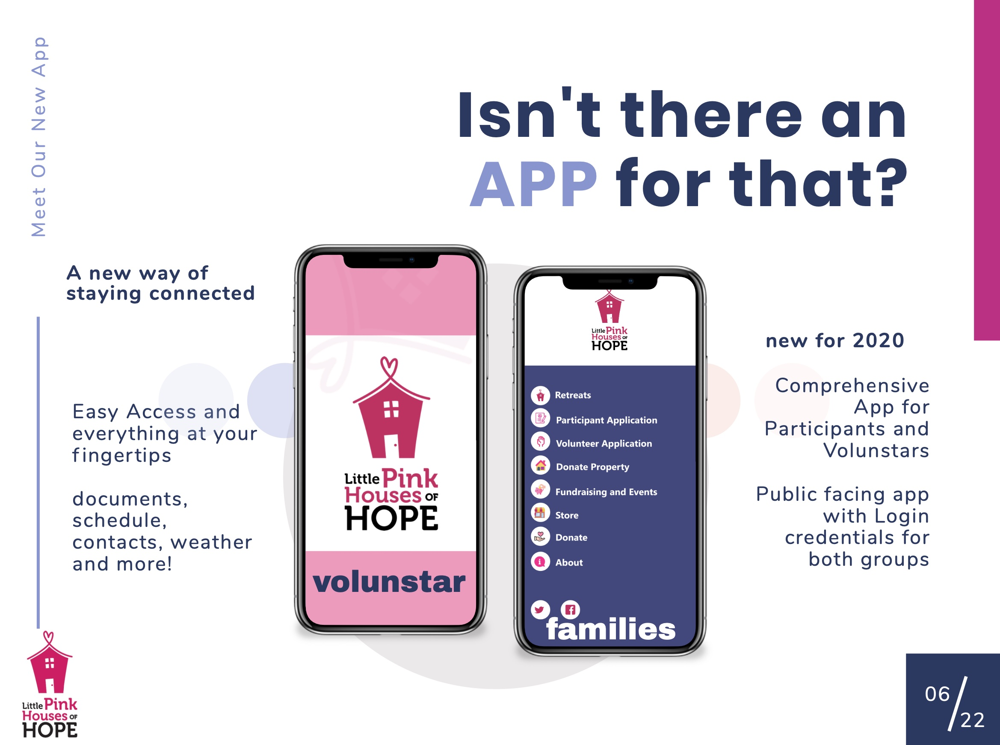 Meet Our New App
Isn't there an
APP for that?
A new way of
staying connected
Easy Access and
everything at your
fingertips
documents,
schedule,
contacts, weather
and more!
Little Pink
Houses OF
HOPE
volunstar
Little Pink
Houses OF
HOPE
Retreats
Participant Application
Volunteer Application
Donate Property
Fundraising and Events
Store
Donate
About
families
new for 2020
Comprehensive
App for
Participants and
Volunstars
Public facing app
with Login
credentials for
both groups
Little Pink
Houses OF
HOPE
06/22